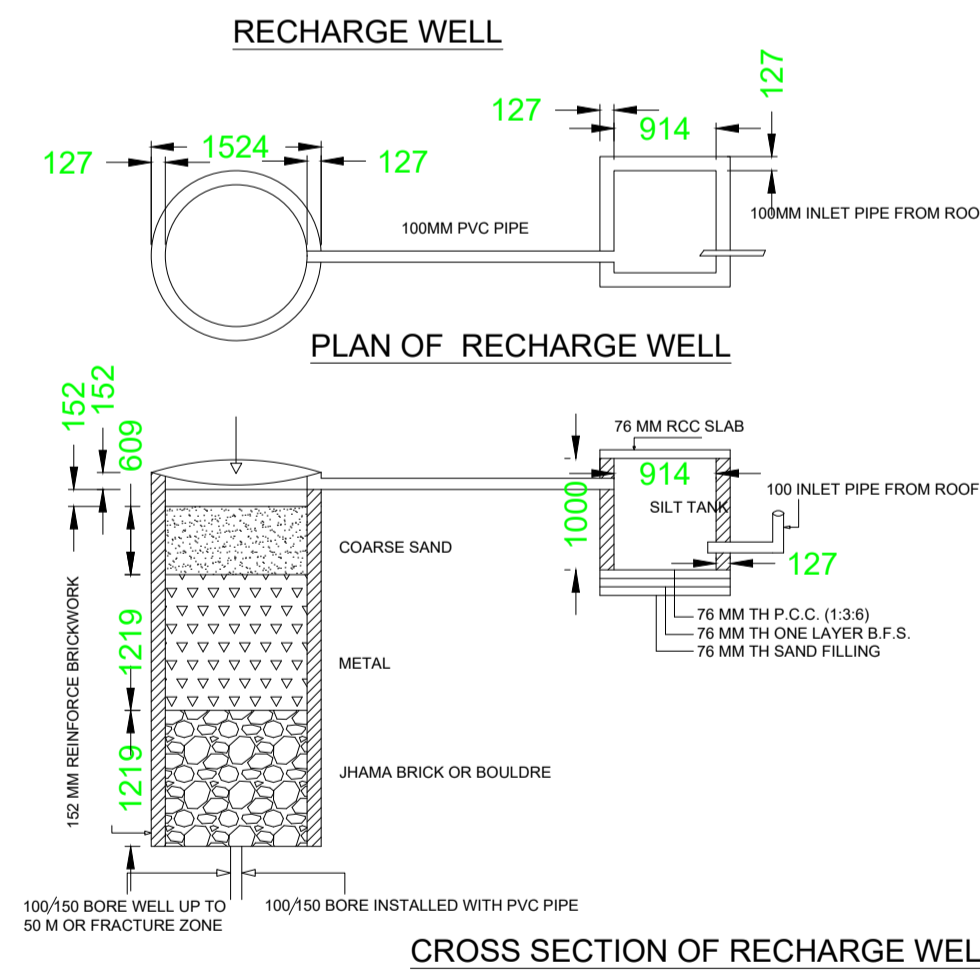 RECHARGE WELL
127
1524
127
127
914
127
100MM PVC PIPE
100MM INLET PIPE FROM ROO
PLAN OF RECHARGE WELL
152
152
609
1219
1219
152 MM REINFORCE BRICKWORK
COARSE SAND
METAL
JHAMA BRICK OR BOULDRE
76 MM RCC SLAB
914
1000
SILT TANK
100 INLET PIPE FROM ROOF
127
76 MM TH P.C.C. (1:3:6)
76 MM TH ONE LAYER B.F.S.
76 MM TH SAND FILLING
100/150 BORE WELL UP TO
50 M OR FRACTURE ZONE
100/150 BORE INSTALLED WITH PVC PIPE
CROSS SECTION OF RECHARGE WEL